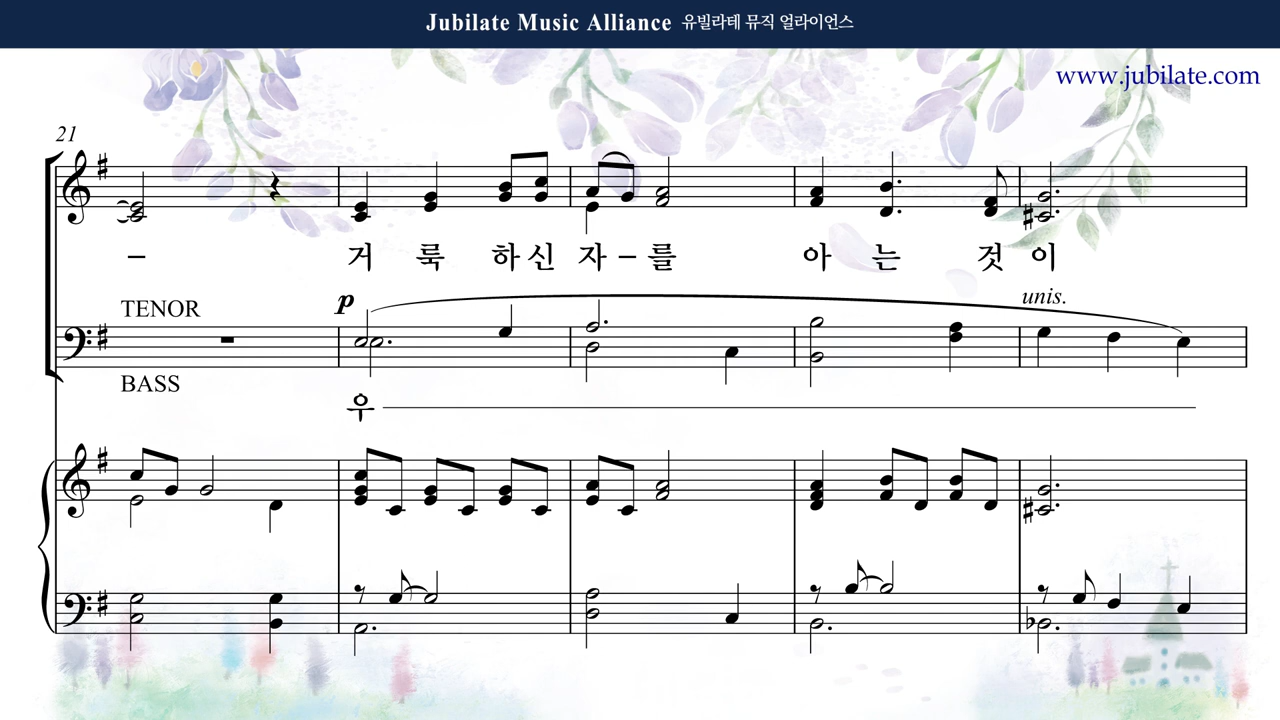 Jubilate Music Alliance 유빌라테 뮤직 얼라이언스
www.jubilate.com
21
- 거 룩 하 신 자 - 를 아 는 것 이
TENOR
p
unis.
BASS
우